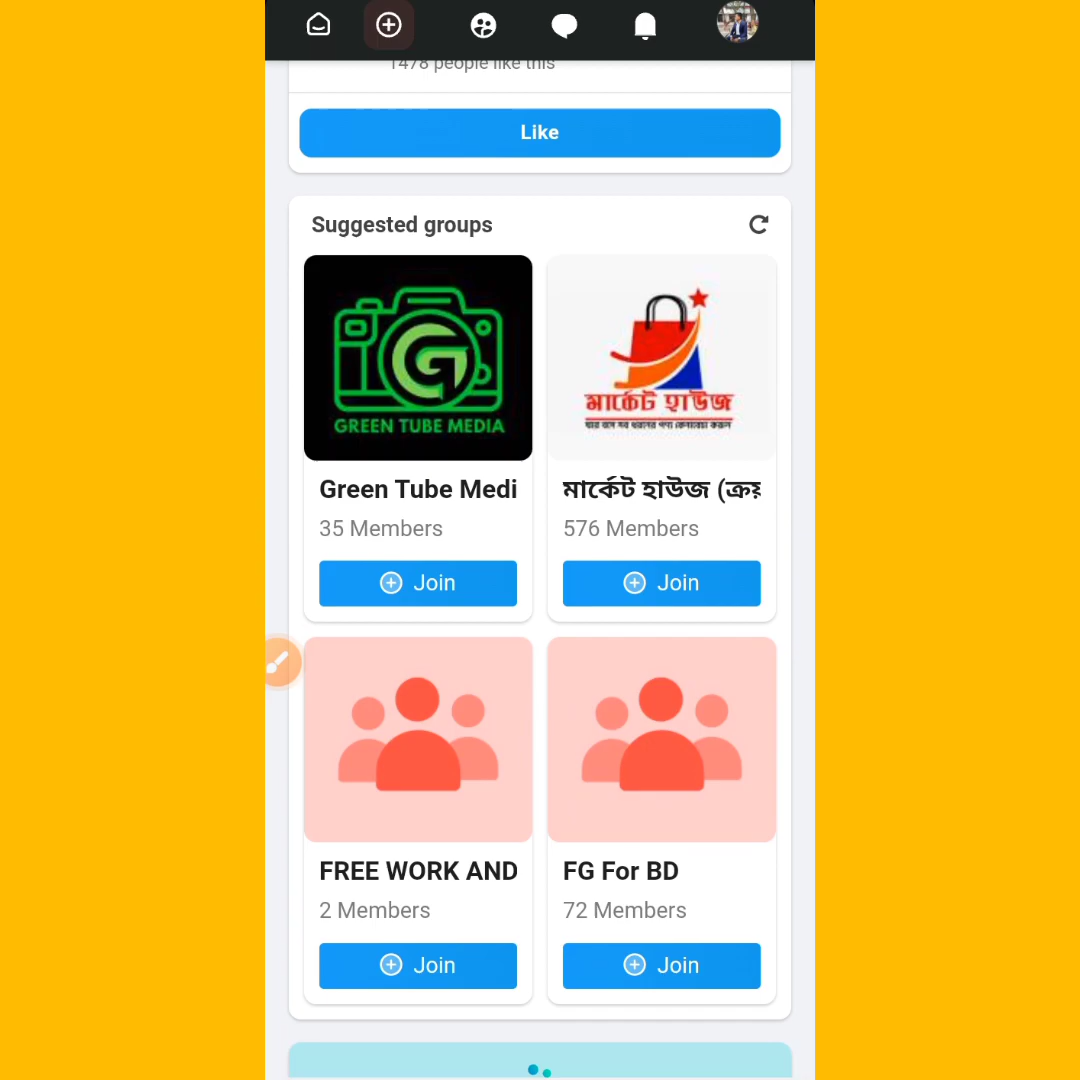 1478 people like this
Like
Suggested groups
GREEN TUBE MEDIA
মার্কেট হাউজ
Green Tube Medi
মার্কেট হাউজ (ক্রয়
35 Members
576 Members
Join
Join
FREE WORK AND
FG For BD
2 Members
72 Members
Join
Join